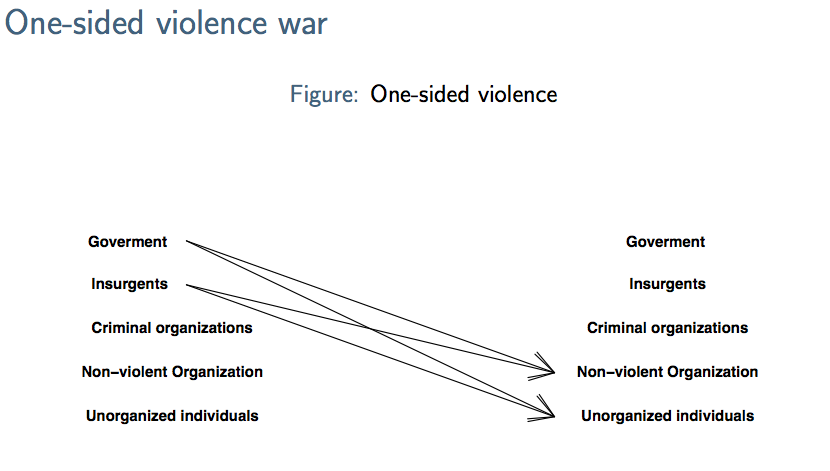 One-sided violence war
Figure: One-sided violence
Goverment Goverment
Insurgents Insurgents
Criminal organizations Criminal organizations
Non−violent Organization Non−violent Organization
Unorganized individuals Unorganized individuals